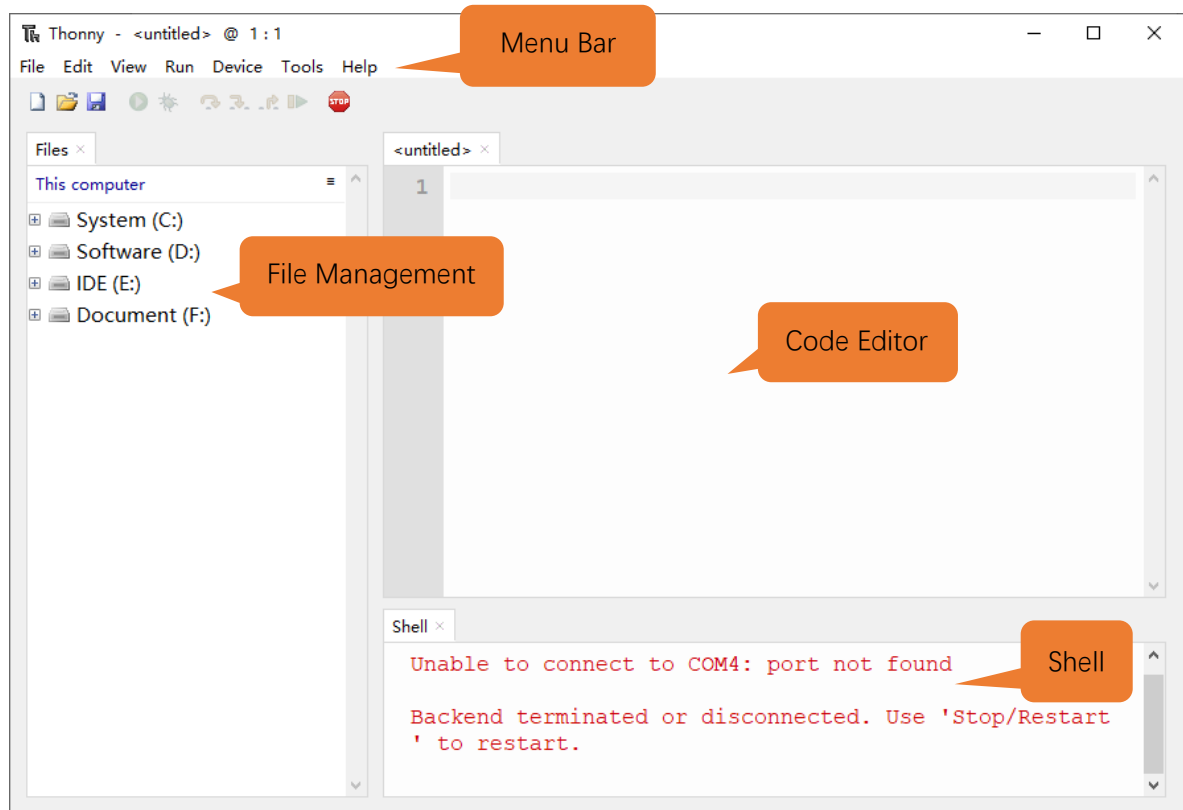 Thonny - <untitled> @ 1:1
Menu Bar
File Edit View Run Device Tools Help
STOP
Files
<untitled>
This computer
1
System (C:)
Software (D:)
File Management
IDE (E:)
Document (F:)
Code Editor
Shell
Unable to connect to COM4: port not found
Shell
Backend terminated or disconnected. Use 'Stop/Restart
' to restart.